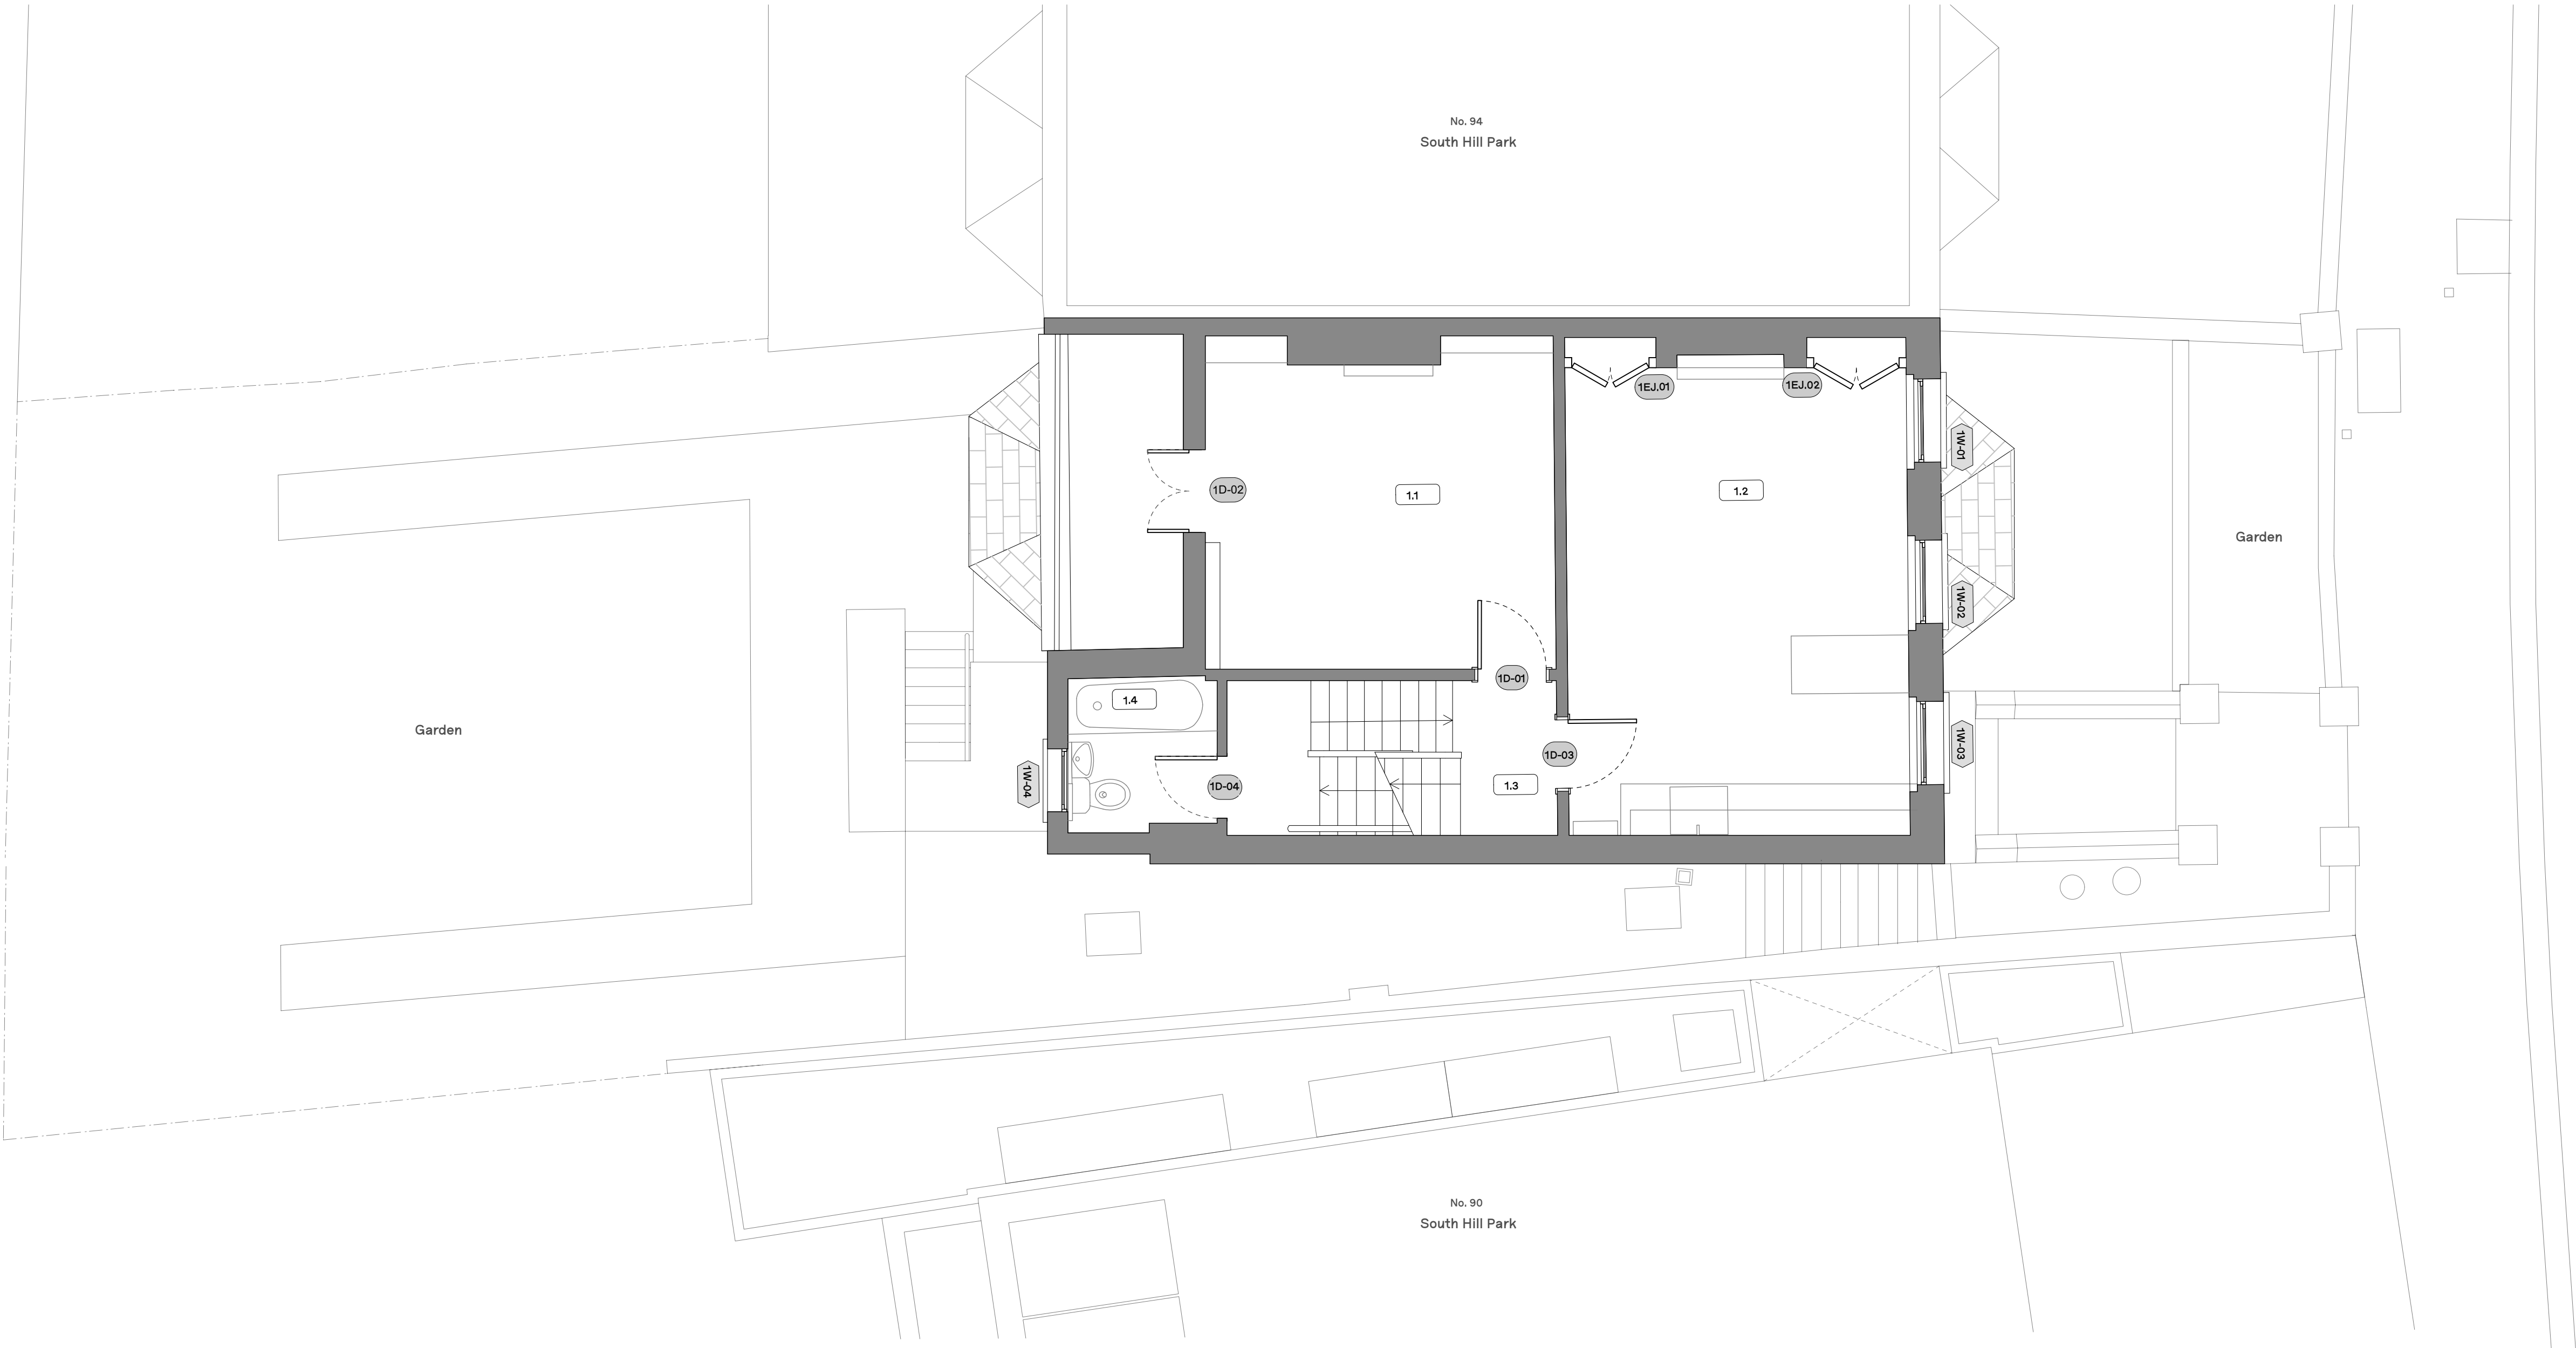 No. 94
South Hill Park
1EJ.01
1EJ.02
1W-01
1D-02
1.1
1.2
Garden
1W-02
1D-01
1.4
Garden
1W-03
1D-03
1W-04
1D-04
1.3
No. 90
South Hill Park